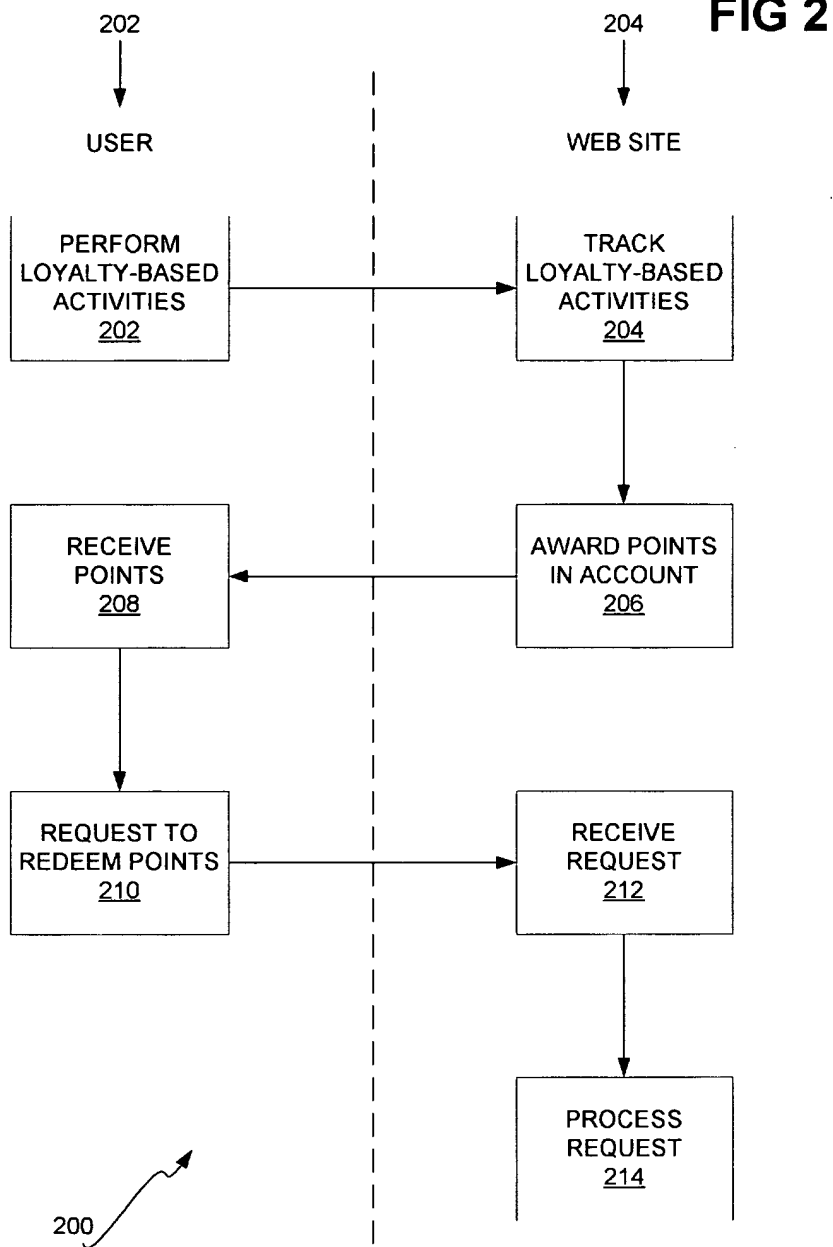 FIG 2
202
204
USER
WEB SITE
PERFORM
LOYALTY-BASED
ACTIVITIES
202
TRACK
LOYALTY-BASED
ACTIVITIES
204
RECEIVE
POINTS
208
AWARD POINTS
IN ACCOUNT
206
REQUEST TO
REDEEM POINTS
210
RECEIVE
REQUEST
212
PROCESS
REQUEST
214
200